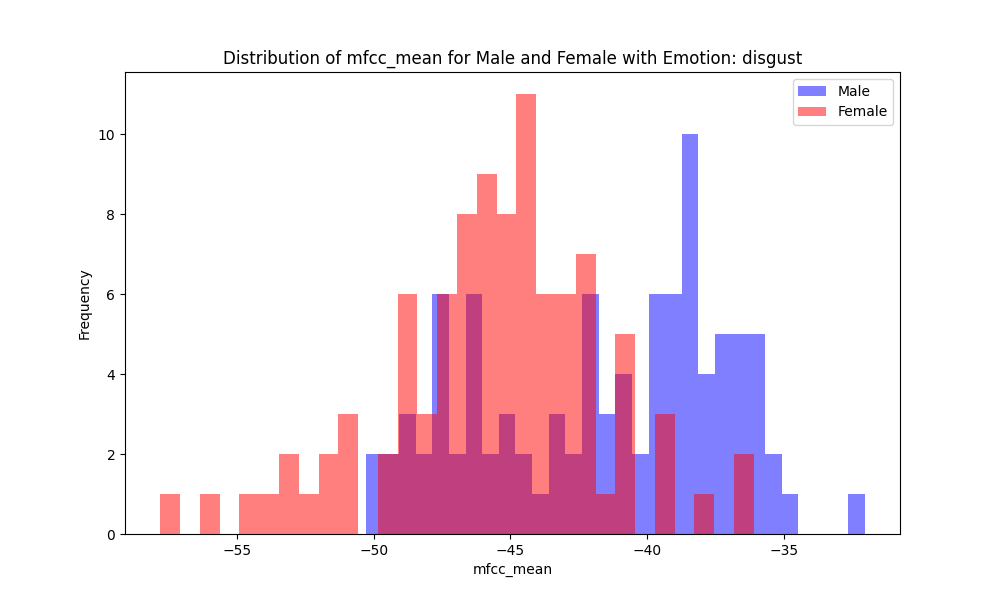 Distribution of mfcc_mean for Male and Female with Emotion: disgust
Male
Female
10
8
6
4
2
0
Frequency
−55
−50
−45
−40
−35
mfcc_mean